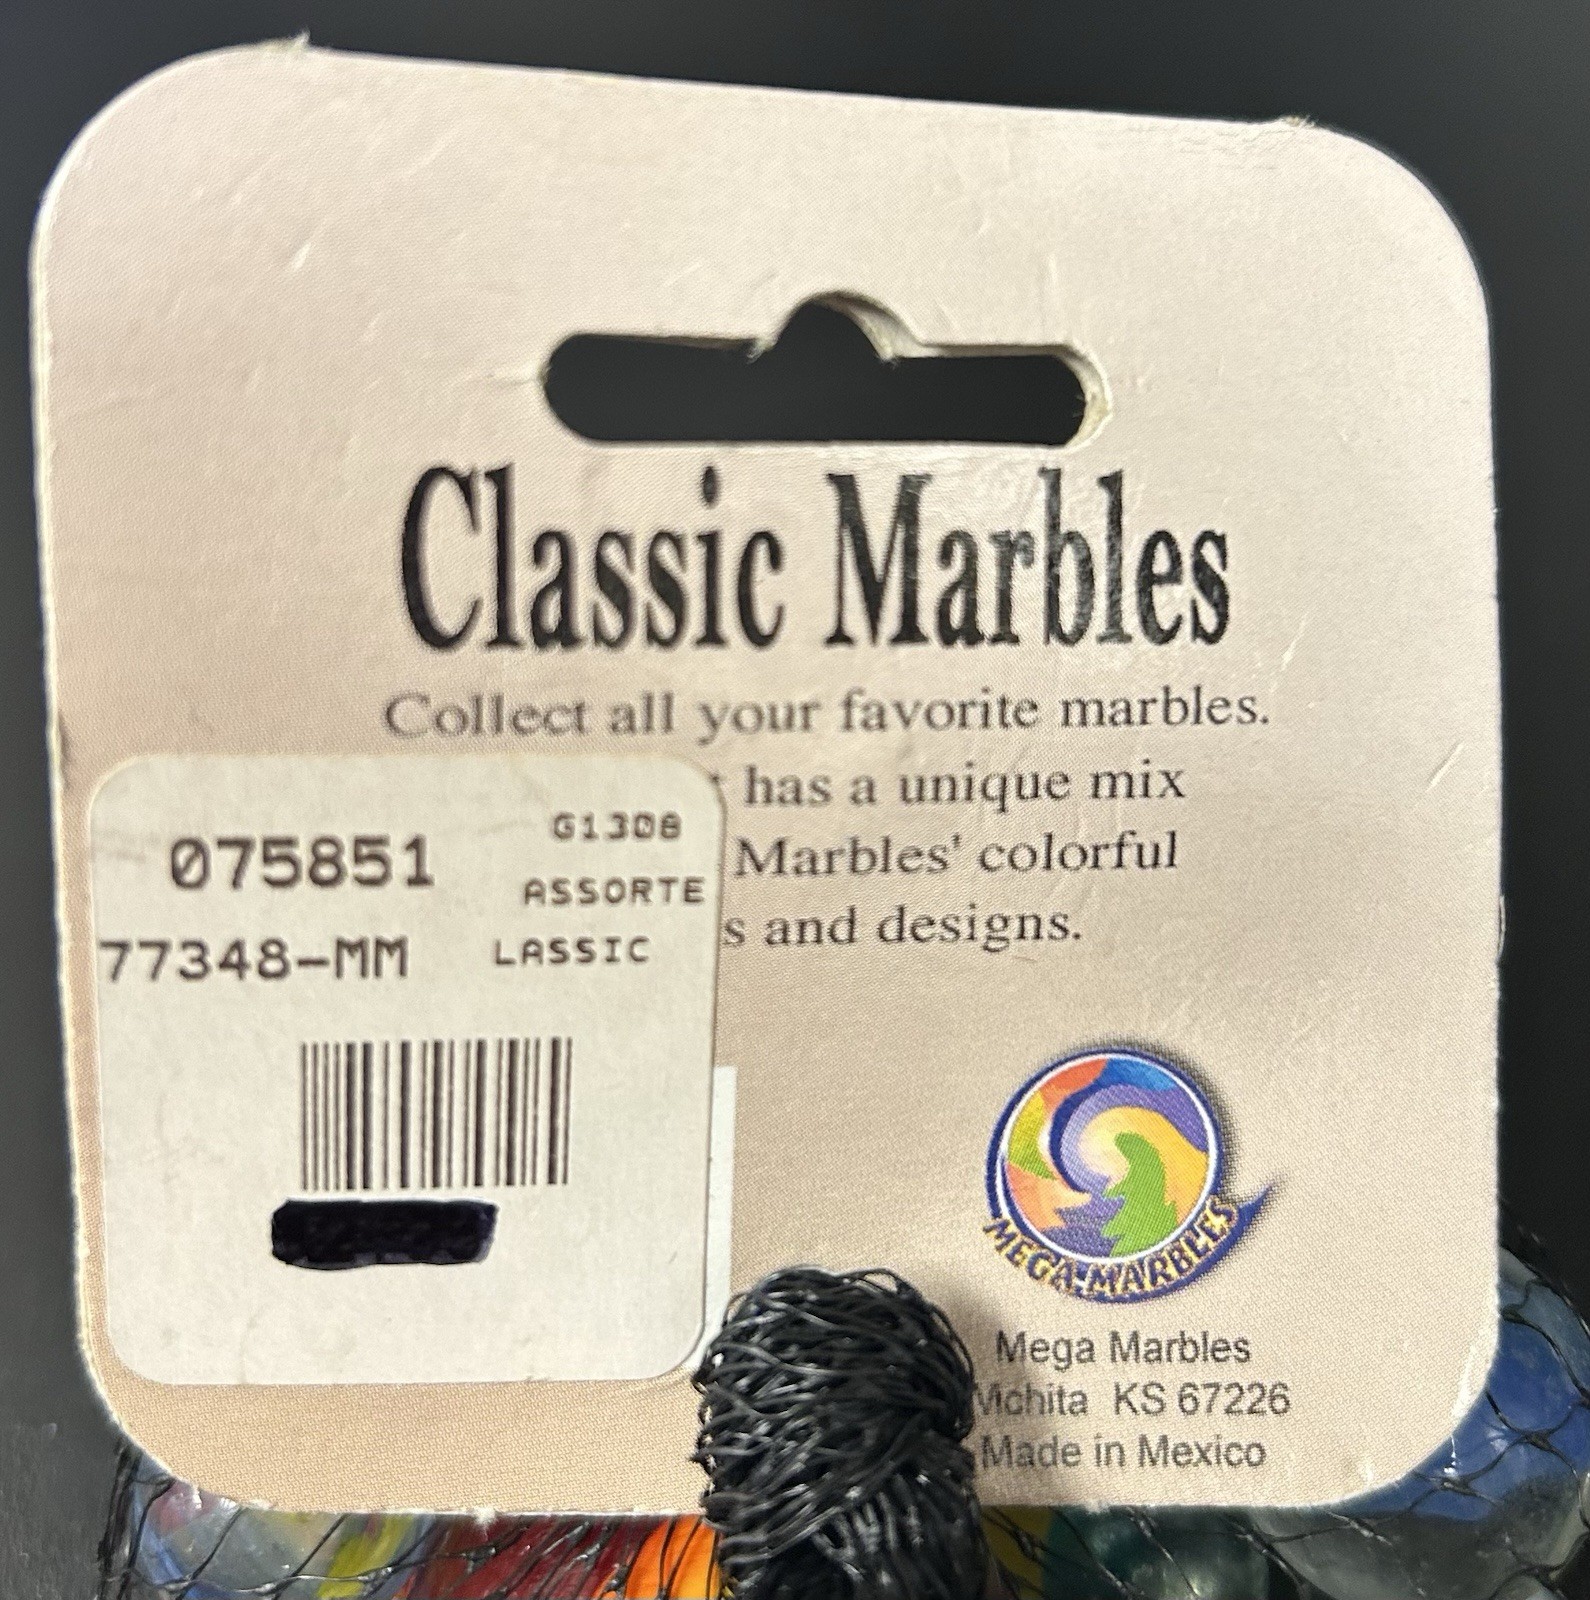 Classic Marbles
Collect all your favorite marbles.
has a unique mix
Marbles' colorful
s and designs.
075851
G1308
ASSORTE
77348-MM
LASSIC
MEGA-MARBLES
Mega Marbles
KS 67226
Made in Mexico